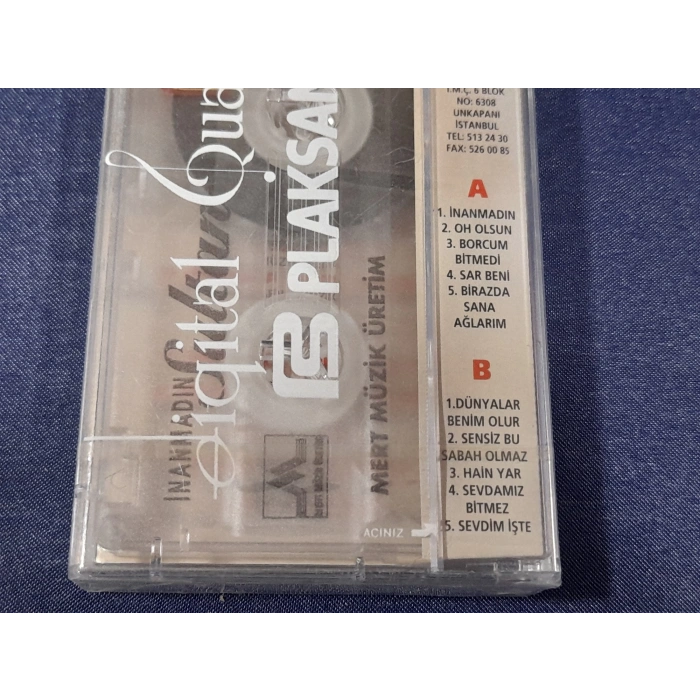 İ.M.Ç. 6 BLOK
NO: 6308
UNKAPANI
İSTANBUL
TEL: 513 24 30
FAX: 526 00 85
A
1. İNANMADIN
2. OH OLSUN
3. BORCUM
BİTMEDİ
4. SAR BENİ
5. BİRAZDA
SANA
AĞLARIM
B
1.DÜNYALAR
BENİM OLUR
2. SENSİZ BU
SABAH OLMAZ
3. HAİN YAR
4. SEVDAMIZ
BİTMEZ
5. SEVDİM İŞTE
İNANMADIN
Digital Qua
PLAKSAN
MERT MÜZİK ÜRETİM
AÇINIZ